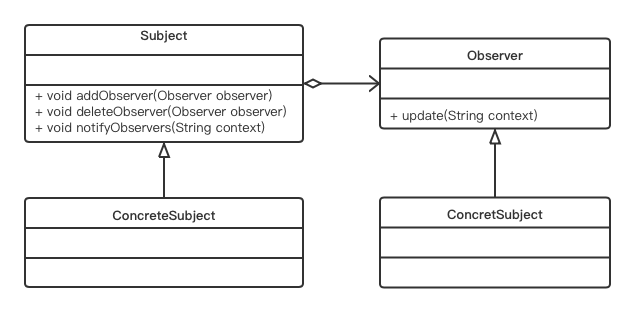 Subject
+ void addObserver(Observer observer)
+ void deleteObserver(Observer observer)
+ void notifyObservers(String context)
Observer
+ update(String context)
ConcreteSubject
ConcretSubject